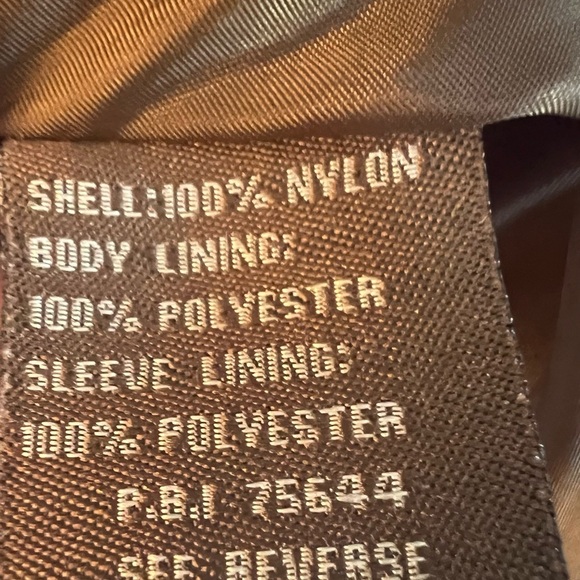 SHELL:100% NYLON
BODY LINING:
100% POLYESTER
SLEEVE LINING:
100% POLYESTER
P.B.I 75644
SEE REVERSE